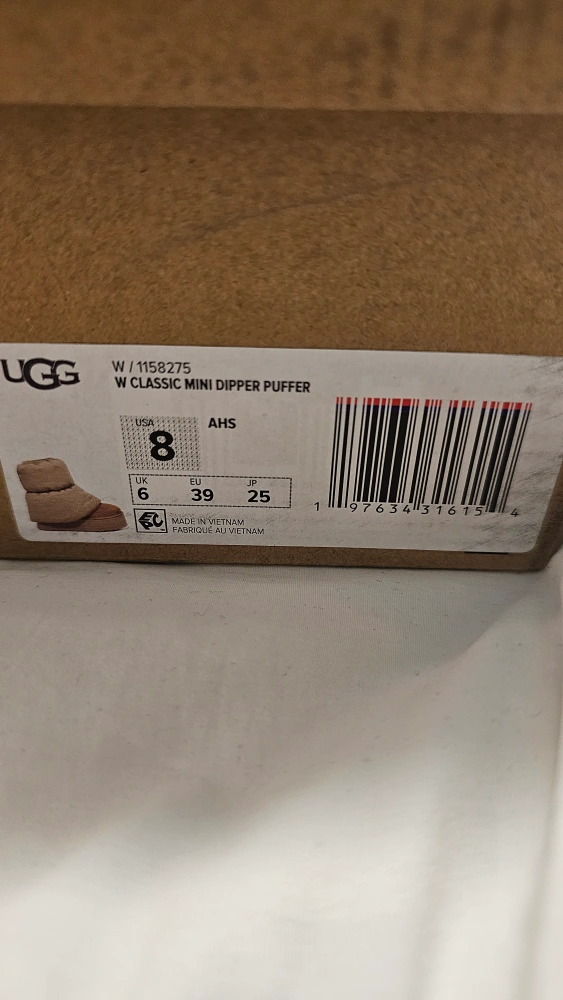 UGG
W / 1158275
W CLASSIC MINI DIPPER PUFFER
USA
8
AHS
UK EU JP
6 39 25
MADE IN VIETNAM
FABRIQUÉ AU VIETNAM
1 97634 31615 4